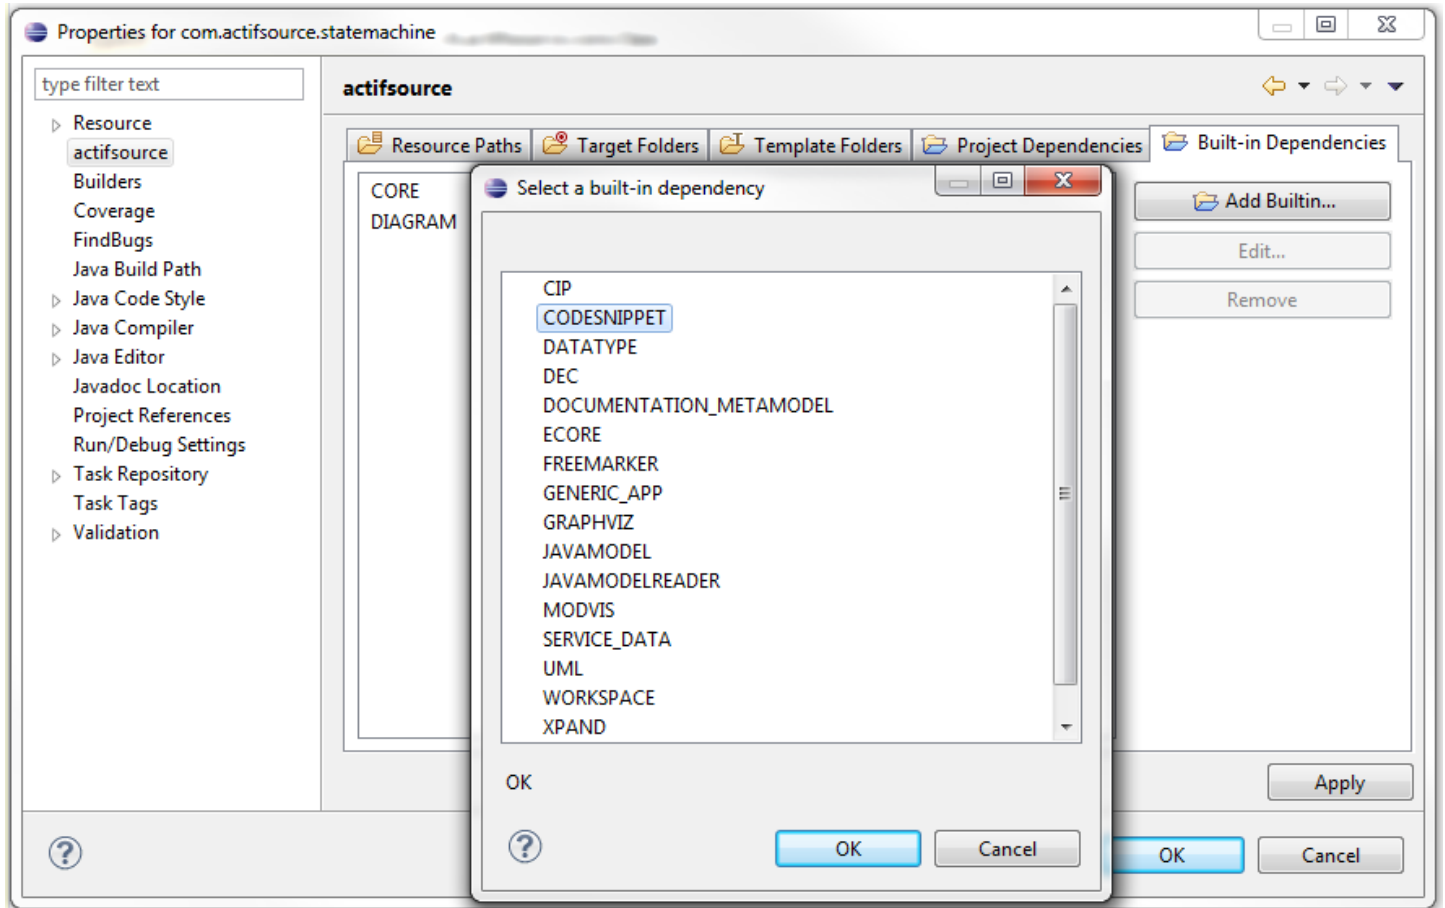 Properties for com.actifsource.statemachine
type filter text
actifsource
Resource
actifsource
Builders
Coverage
FindBugs
Java Build Path
Java Code Style
Java Compiler
Java Editor
Javadoc Location
Project References
Run/Debug Settings
Task Repository
Task Tags
Validation
Resource Paths
Target Folders
Template Folders
Project Dependencies
Built-in Dependencies
CORE
DIAGRAM
Add Builtin...
Edit...
Remove
Select a built-in dependency
CIP
CODESNIPPET
DATATYPE
DEC
DOCUMENTATION_METAMODEL
ECORE
FREEMARKER
GENERIC_APP
GRAPHVIZ
JAVAMODEL
JAVAMODELREADER
MODVIS
SERVICE_DATA
UML
WORKSPACE
XPAND
OK
OK
Cancel
Apply
OK
Cancel